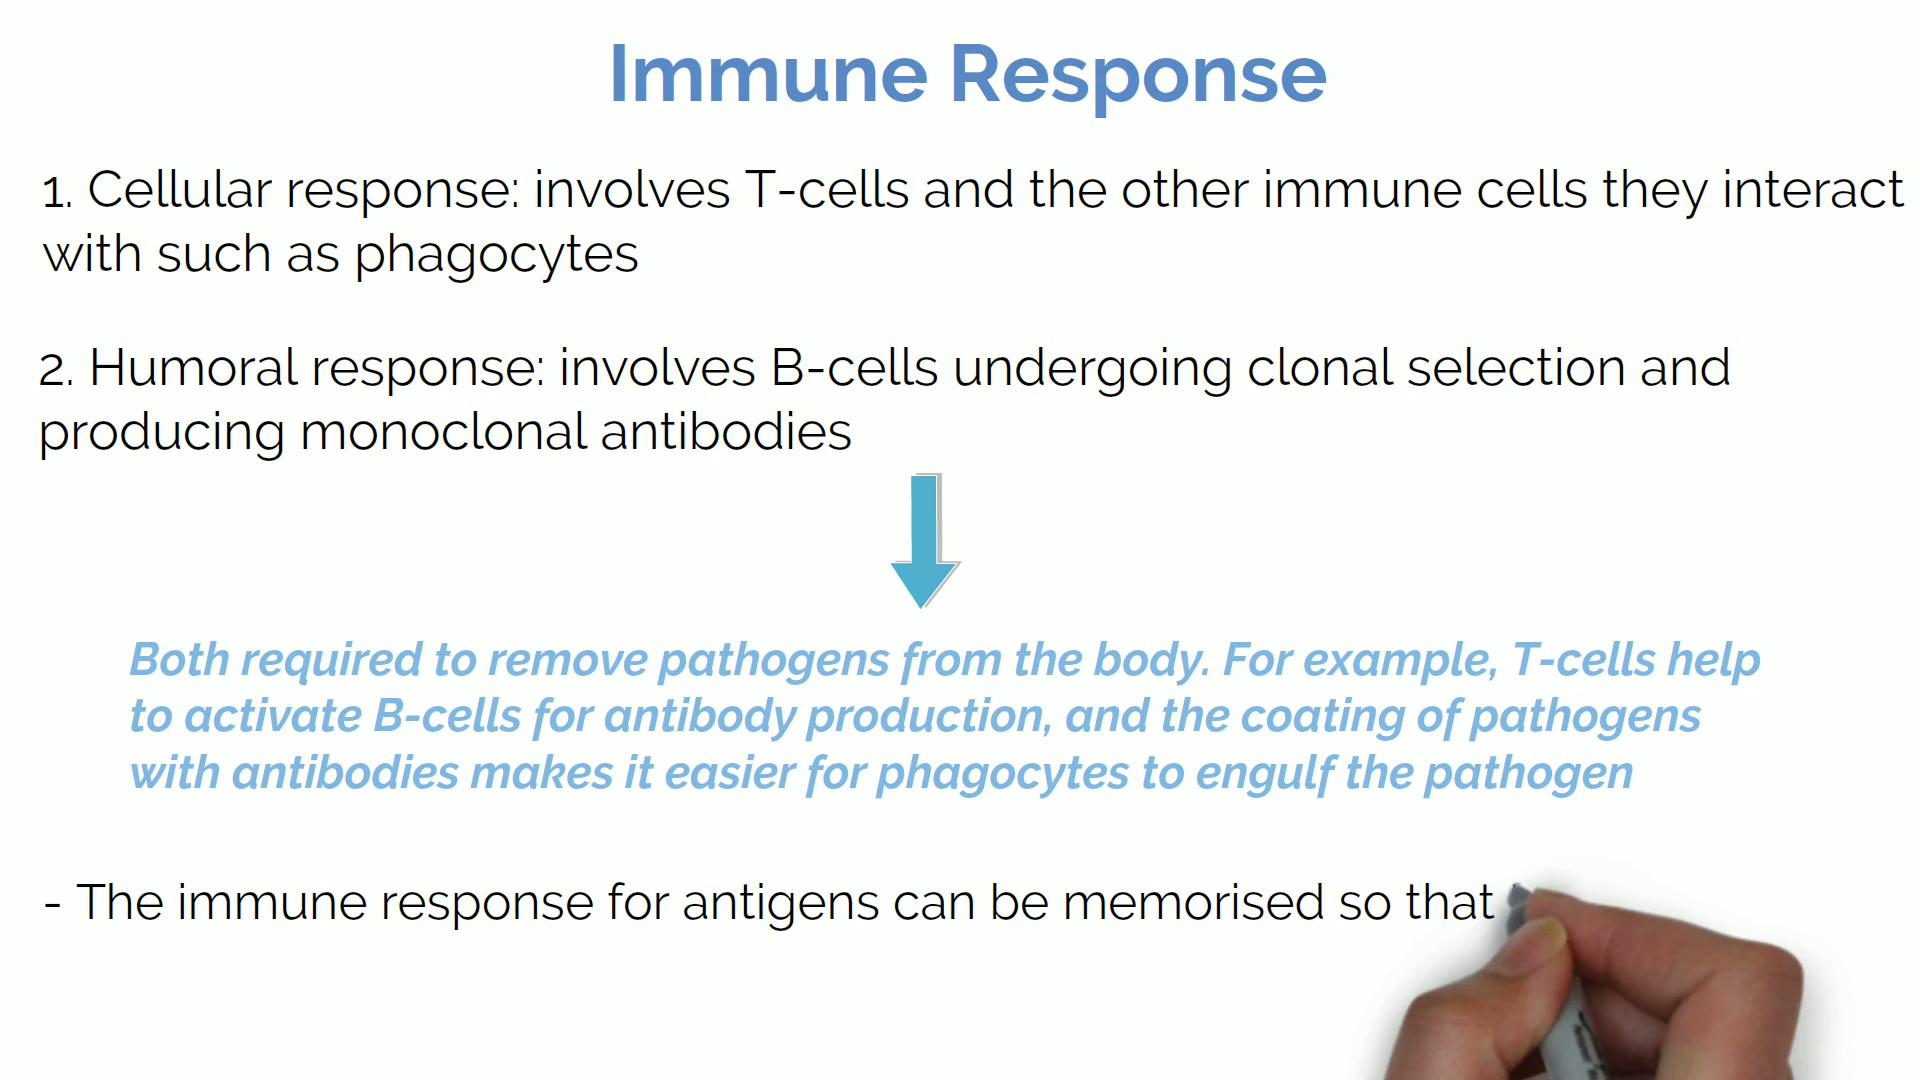 Immune Response
1. Cellular response: involves T-cells and the other immune cells they interact
with such as phagocytes
2. Humoral response: involves B-cells undergoing clonal selection and
producing monoclonal antibodies
Both required to remove pathogens from the body. For example, T-cells help
to activate B-cells for antibody production, and the coating of pathogens
with antibodies makes it easier for phagocytes to engulf the pathogen
- The immune response for antigens can be memorised so that